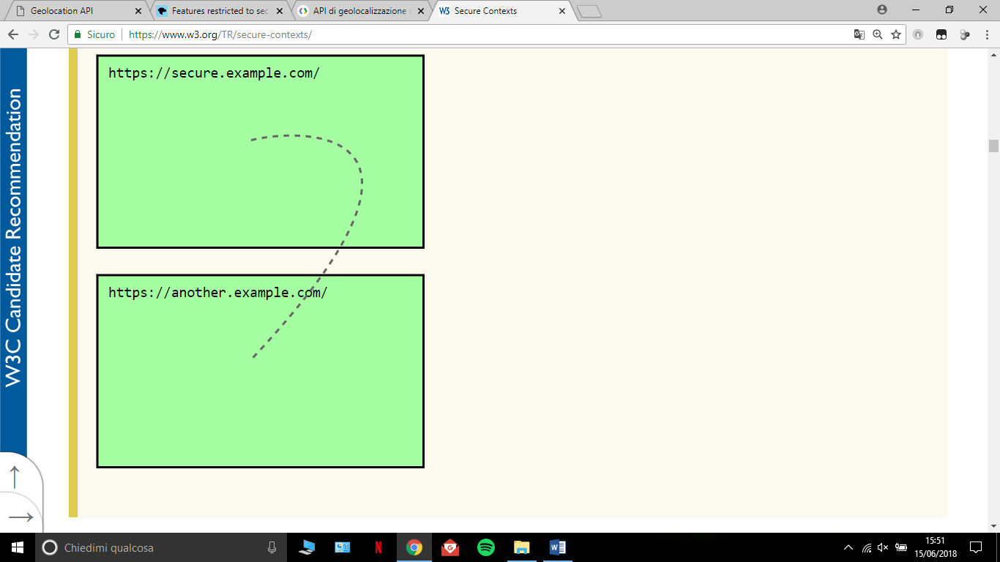 Geolocation API
Features restricted to sec
API di geolocalizzazione
Secure Contexts
Sicuro
https://www.w3.org/TR/secure-contexts/
W3C Candidate Recommendation
https://secure.example.com/
https://another.example.com/
Chiedimi qualcosa
15:51
15/06/2018